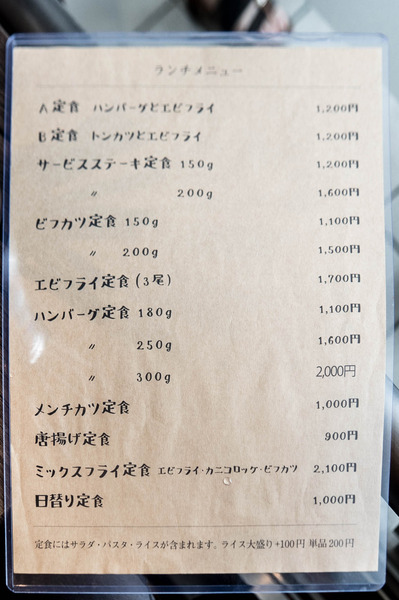 ランチメニュー
A定食 ハンバーグとエビフライ 1,200円
B定食 トンカツとエビフライ 1,200円
サービスステーキ定食 150g 1,200円
〃 200g 1,600円
ビフカツ定食 150g 1,100円
〃 200g 1,500円
エビフライ定食(3尾) 1,700円
ハンバーグ定食 180g 1,100円
〃 250g 1,600円
〃 300g 2,000円
メンチカツ定食 1,000円
唐揚げ定食 900円
ミックスフライ定食 エビフライ・カニコロッケ・ビフカツ 2,100円
日替り定食 1,000円
定食にはサラダ・パスタ・ライスが含まれます。ライス大盛り+100円 単品200円